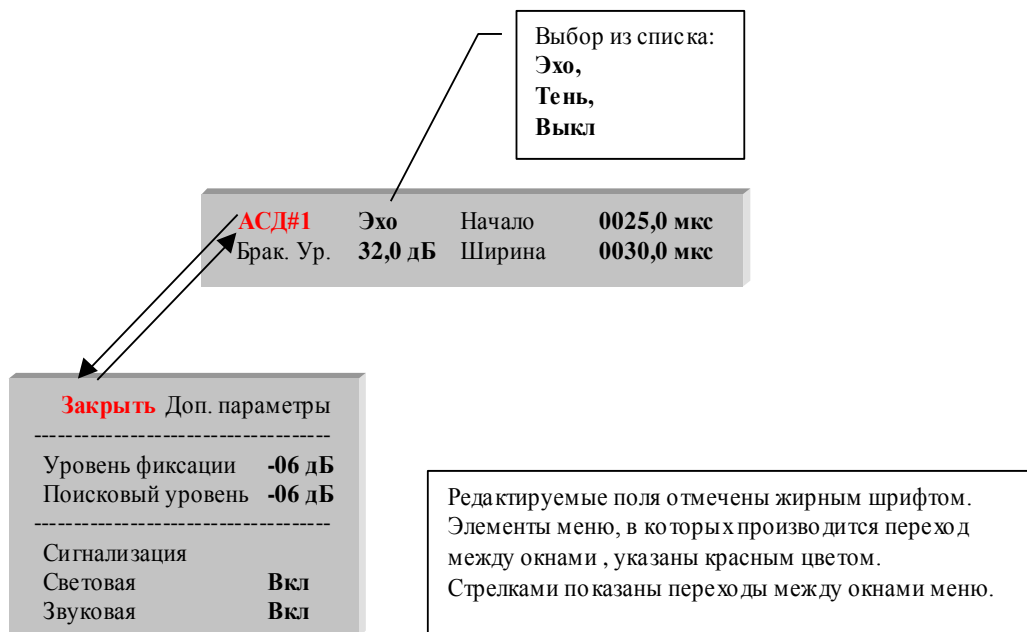 Выбор из списка:
Эхо,
Тень,
Выкл
АСД#1 Эхо Начало 0025,0 мкс
Брак. Ур. 32,0 дБ Ширина 0030,0 мкс
Закрыть Доп. параметры
-------------------------------------
Уровень фиксации -06 дБ
Поисковый уровень -06 дБ
-------------------------------------
Сигнализация
Световая Вкл
Звуковая Вкл
Редактируемые поля отмечены жирным шрифтом.
Элементы меню, в которых производится переход
между окнами , указаны красным цветом.
Стрелками показаны переходы между окнами меню.